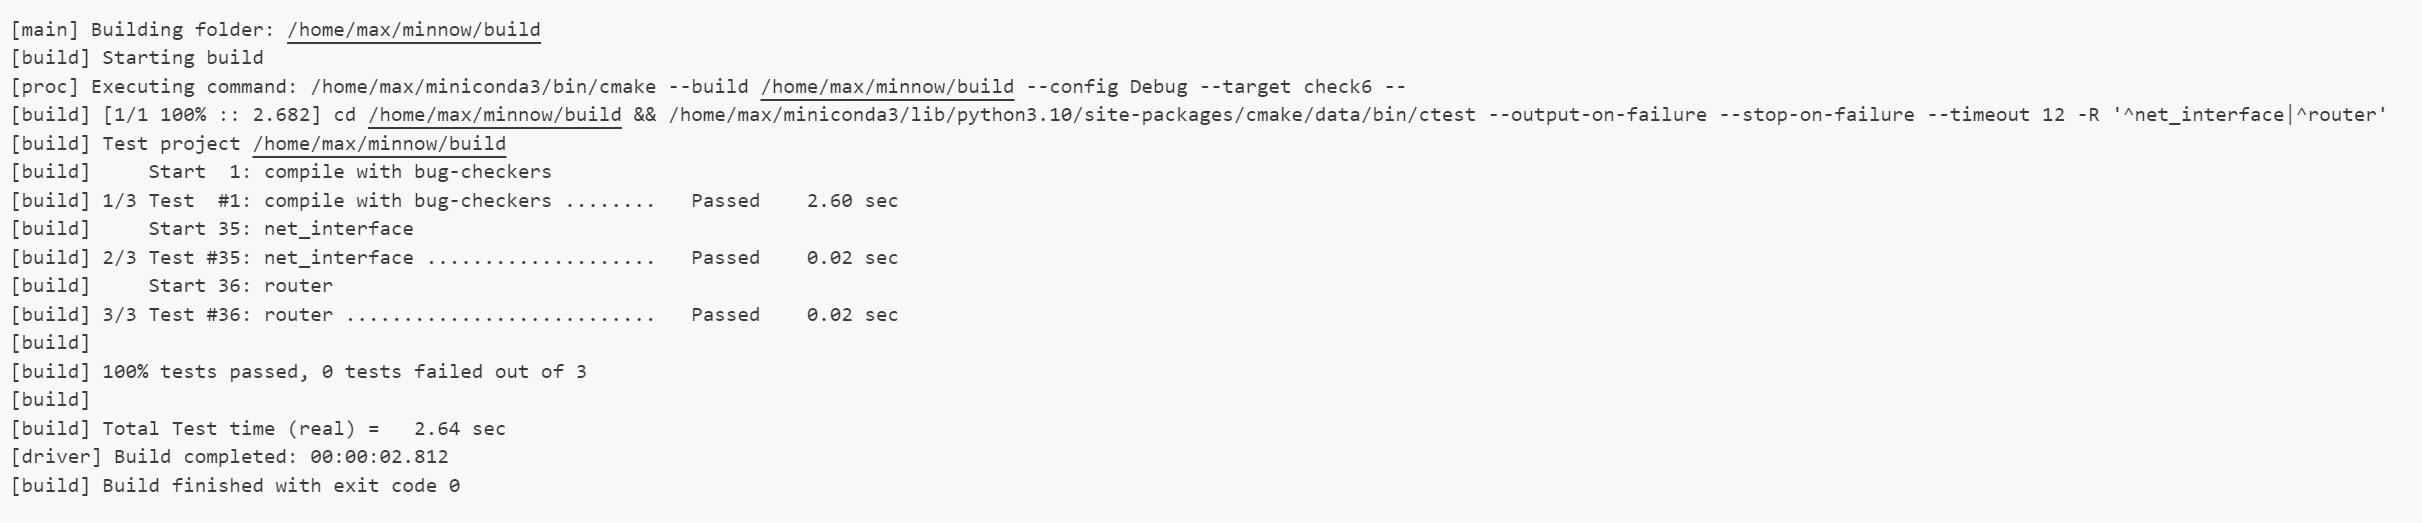 [main] Building folder: /home/max/minnow/build
[build] Starting build
[proc] Executing command: /home/max/miniconda3/bin/cmake --build /home/max/minnow/build --config Debug --target check6 --
[build] [1/1 100% :: 2.682] cd /home/max/minnow/build && /home/max/miniconda3/lib/python3.10/site-packages/cmake/data/bin/ctest --output-on-failure --stop-on-failure --timeout 12 -R '^net_interface|^router'
[build] Test project /home/max/minnow/build
[build]     Start  1: compile with bug-checkers
[build] 1/3 Test  #1: compile with bug-checkers ........   Passed    2.60 sec
[build]     Start 35: net_interface
[build] 2/3 Test #35: net_interface ....................   Passed    0.02 sec
[build]     Start 36: router
[build] 3/3 Test #36: router ...........................   Passed    0.02 sec
[build]
[build] 100% tests passed, 0 tests failed out of 3
[build]
[build] Total Test time (real) =   2.64 sec
[driver] Build completed: 00:00:02.812
[build] Build finished with exit code 0